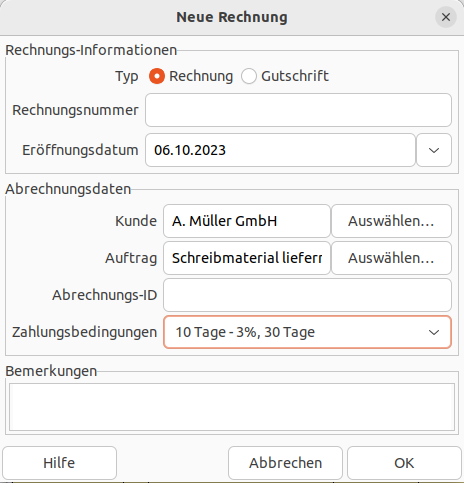 Neue Rechnung
Rechnungs-Informationen
Typ Rechnung Gutschrift
Rechnungsnummer
Eröffnungsdatum 06.10.2023
Abrechnungsdaten
Kunde A. Müller GmbH Auswählen...
Auftrag Schreibmaterial liefern Auswählen...
Abrechnungs-ID
Zahlungsbedingungen 10 Tage - 3%, 30 Tage
Bemerkungen
Hilfe Abbrechen OK